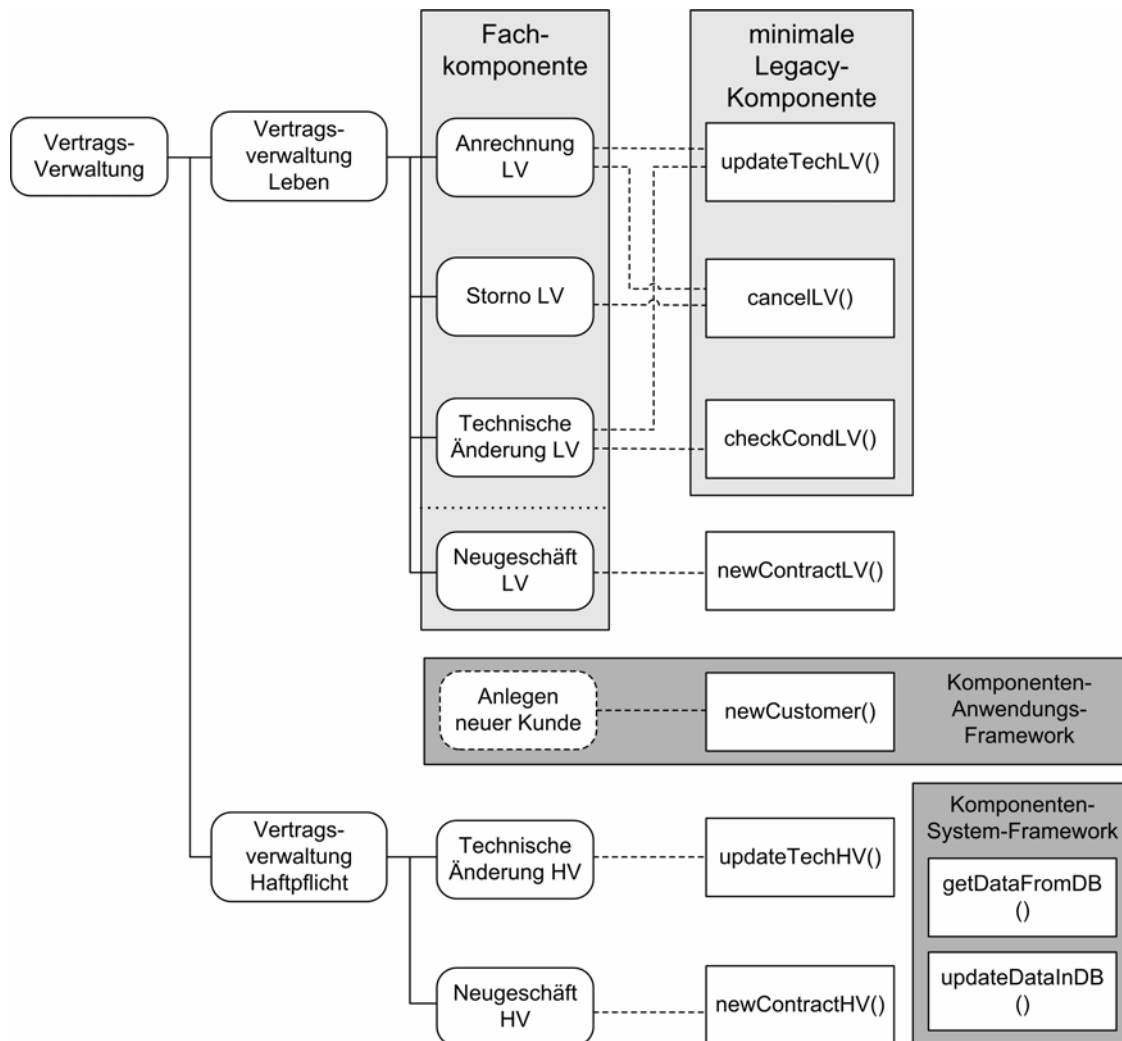 Fach-
komponente
minimale
Legacy-
Komponente
Vertrags-
Verwaltung
Vertrags-
verwaltung
Leben
Anrechnung
LV
updateTechLV()
Storno LV
cancelLV()
Technische
Änderung LV
checkCondLV()
Neugeschäft
LV
newContractLV()
Anlegen
neuer Kunde
newCustomer()
Komponenten-
Anwendungs-
Framework
Vertrags-
verwaltung
Haftpflicht
Technische
Änderung HV
updateTechHV()
Komponenten-
System-Framework
getDataFromDB
()
updateDataInDB
()
Neugeschäft
HV
newContractHV()